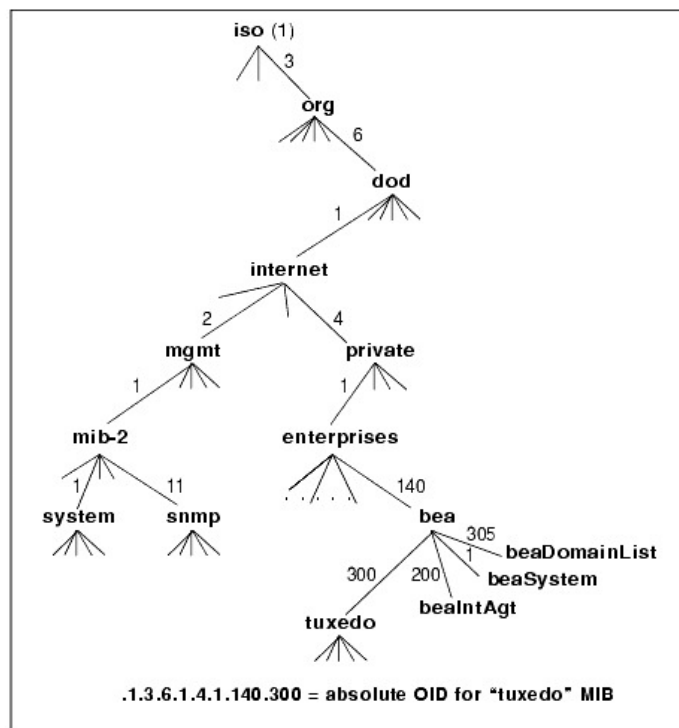 iso (1)
3
org
6
dod
1
internet
2
4
mgmt
private
1
1
mib-2
enterprises
1
11
140
system
snmp
bea
305
beaDomainList
1
beaSystem
300
200
beaIntAgt
tuxedo
.1.3.6.1.4.1.140.300 = absolute OID for “tuxedo” MIB